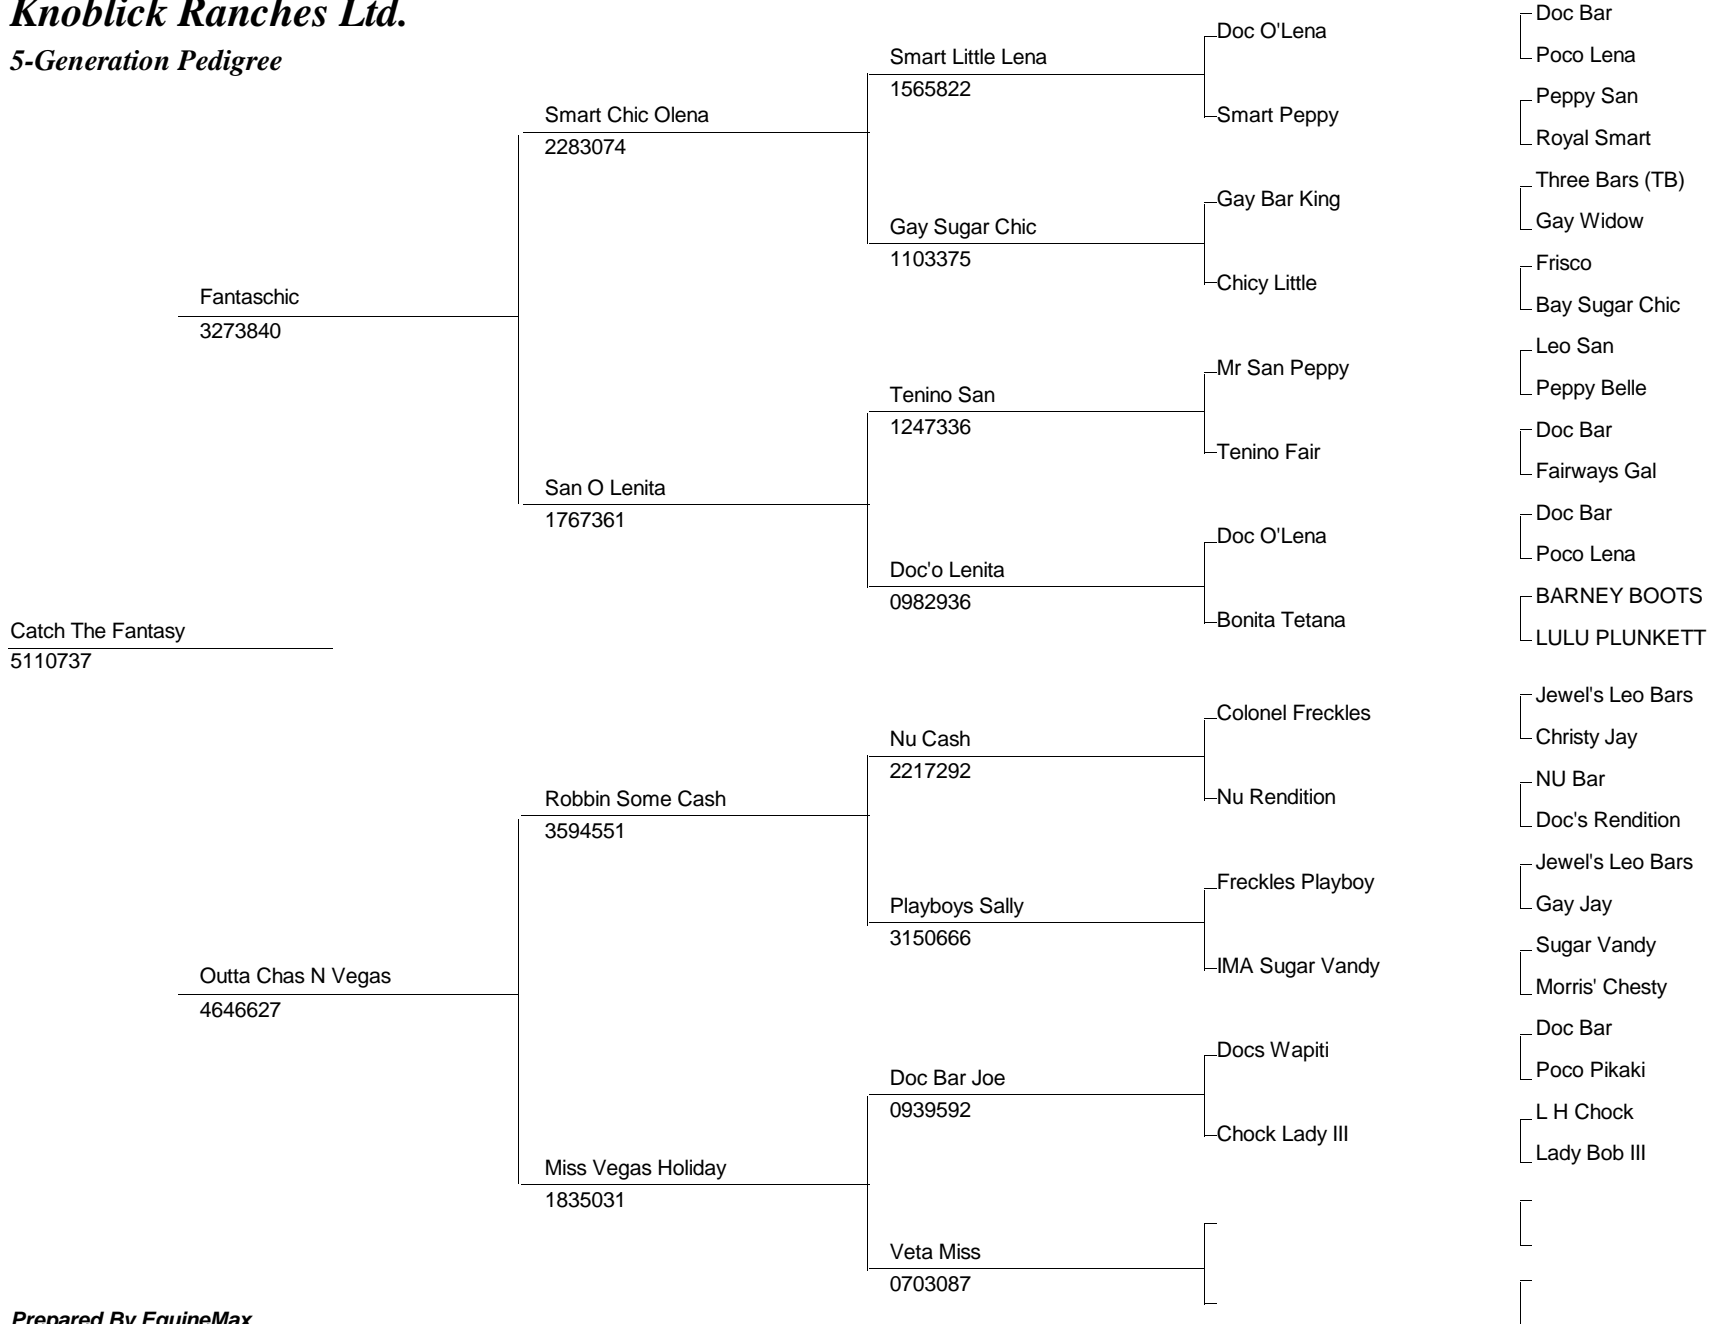 Knoblick Ranches Ltd.
5-Generation Pedigree
Catch The Fantasy
5110737
Fantaschic
3273840
Outta Chas N Vegas
4646627
Smart Chic Olena
2283074
San O Lenita
1767361
Robbin Some Cash
3594551
Miss Vegas Holiday
1835031
Smart Little Lena
1565822
Gay Sugar Chic
1103375
Tenino San
1247336
Doc'o Lenita
0982936
Nu Cash
2217292
Playboys Sally
3150666
Doc Bar Joe
0939592
Veta Miss
0703087
Doc O'Lena
Smart Peppy
Gay Bar King
Chicy Little
Mr San Peppy
Tenino Fair
Doc O'Lena
Bonita Tetana
Colonel Freckles
Nu Rendition
Freckles Playboy
IMA Sugar Vandy
Docs Wapiti
Chock Lady III
Doc Bar
Poco Lena
Peppy San
Royal Smart
Three Bars (TB)
Gay Widow
Frisco
Bay Sugar Chic
Leo San
Peppy Belle
Doc Bar
Fairways Gal
Doc Bar
Poco Lena
BARNEY BOOTS
LULU PLUNKETT
Jewel's Leo Bars
Christy Jay
NU Bar
Doc's Rendition
Jewel's Leo Bars
Gay Jay
Sugar Vandy
Morris' Chesty
Doc Bar
Poco Pikaki
L H Chock
Lady Bob III
Prepared By EquineMax